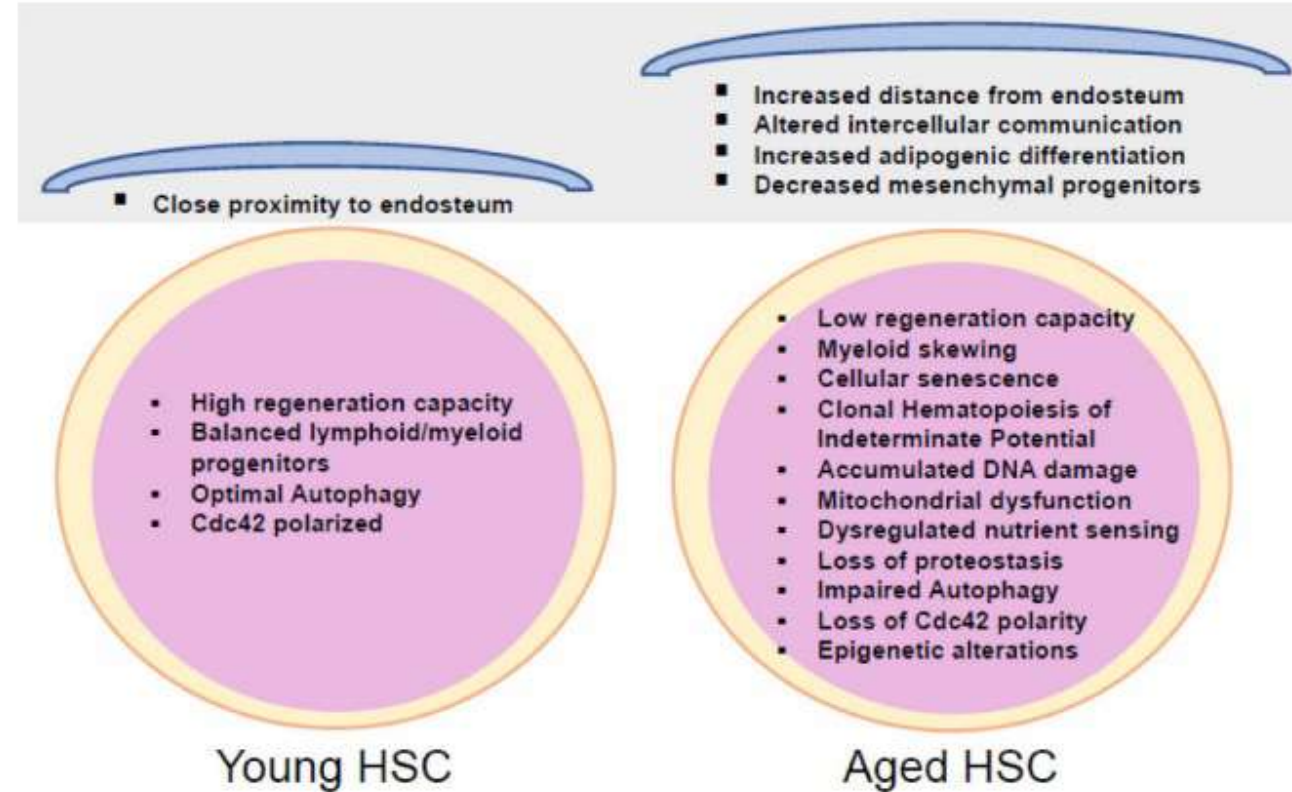 ▪ Close proximity to endosteum
▪ Increased distance from endosteum
▪ Altered intercellular communication
▪ Increased adipogenic differentiation
▪ Decreased mesenchymal progenitors
▪ High regeneration capacity
▪ Balanced lymphoid/myeloid
progenitors
▪ Optimal Autophagy
▪ Cdc42 polarized
Young HSC
▪ Low regeneration capacity
▪ Myeloid skewing
▪ Cellular senescence
▪ Clonal Hematopoiesis of
Indeterminate Potential
▪ Accumulated DNA damage
▪ Mitochondrial dysfunction
▪ Dysregulated nutrient sensing
▪ Loss of proteostasis
▪ Impaired Autophagy
▪ Loss of Cdc42 polarity
▪ Epigenetic alterations
Aged HSC